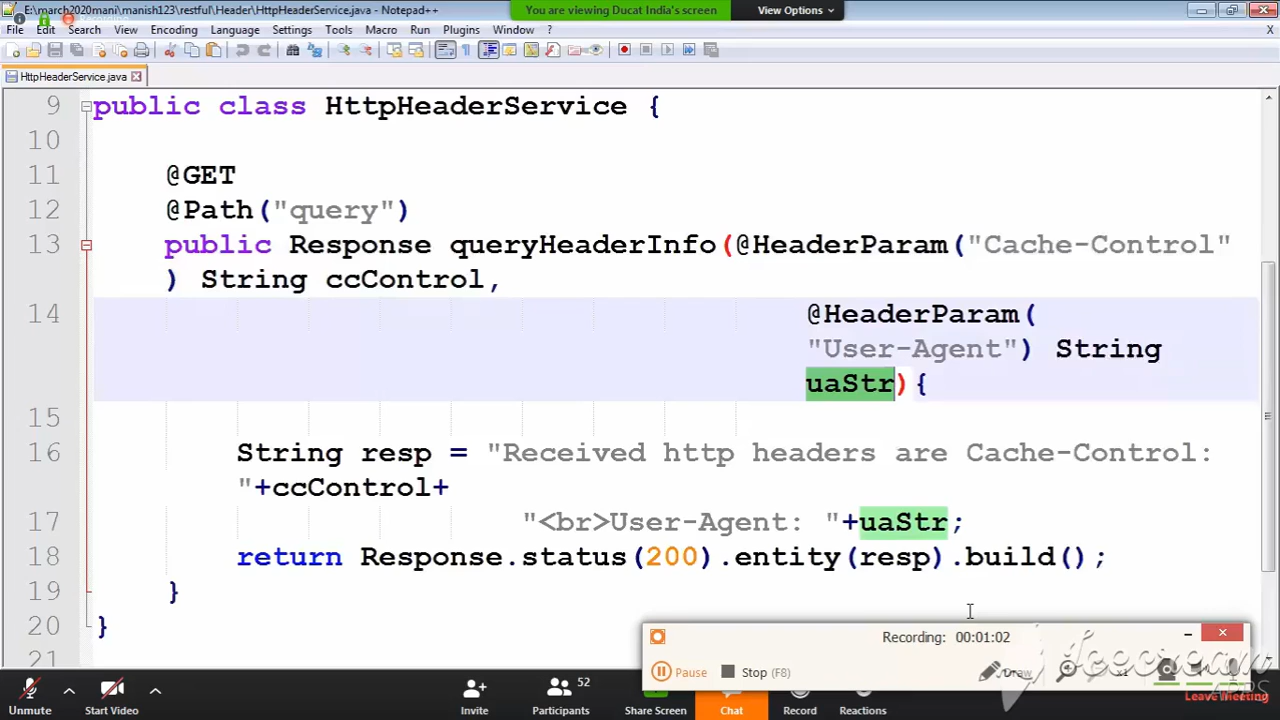 E:\march2020mani\manish123\restful\Header\HttpHeaderService.java - Notepad++
Recording
You are viewing Ducat India's screen
View Options
File Edit Search View Encoding Language Settings Tools Macro Run Plugins Window ?
X
HttpHeaderService.java
9 public class HttpHeaderService {
10
11 @GET
12 @Path("query")
13 public Response queryHeaderInfo(@HeaderParam("Cache-Control"
) String ccControl,
14 @HeaderParam(
"User-Agent") String
uaStr){
15
16 String resp = "Received http headers are Cache-Control:
"+ccControl+
17 "<br>User-Agent: "+uaStr;
18 return Response.status(200).entity(resp).build();
19 }
20 }
21
Recording: 00:01:02
Pause Stop (F8) Draw x1
Icecream
APPS
Unmute Start Video Invite Participants 52 Share Screen Chat Record Reactions Leave Meeting